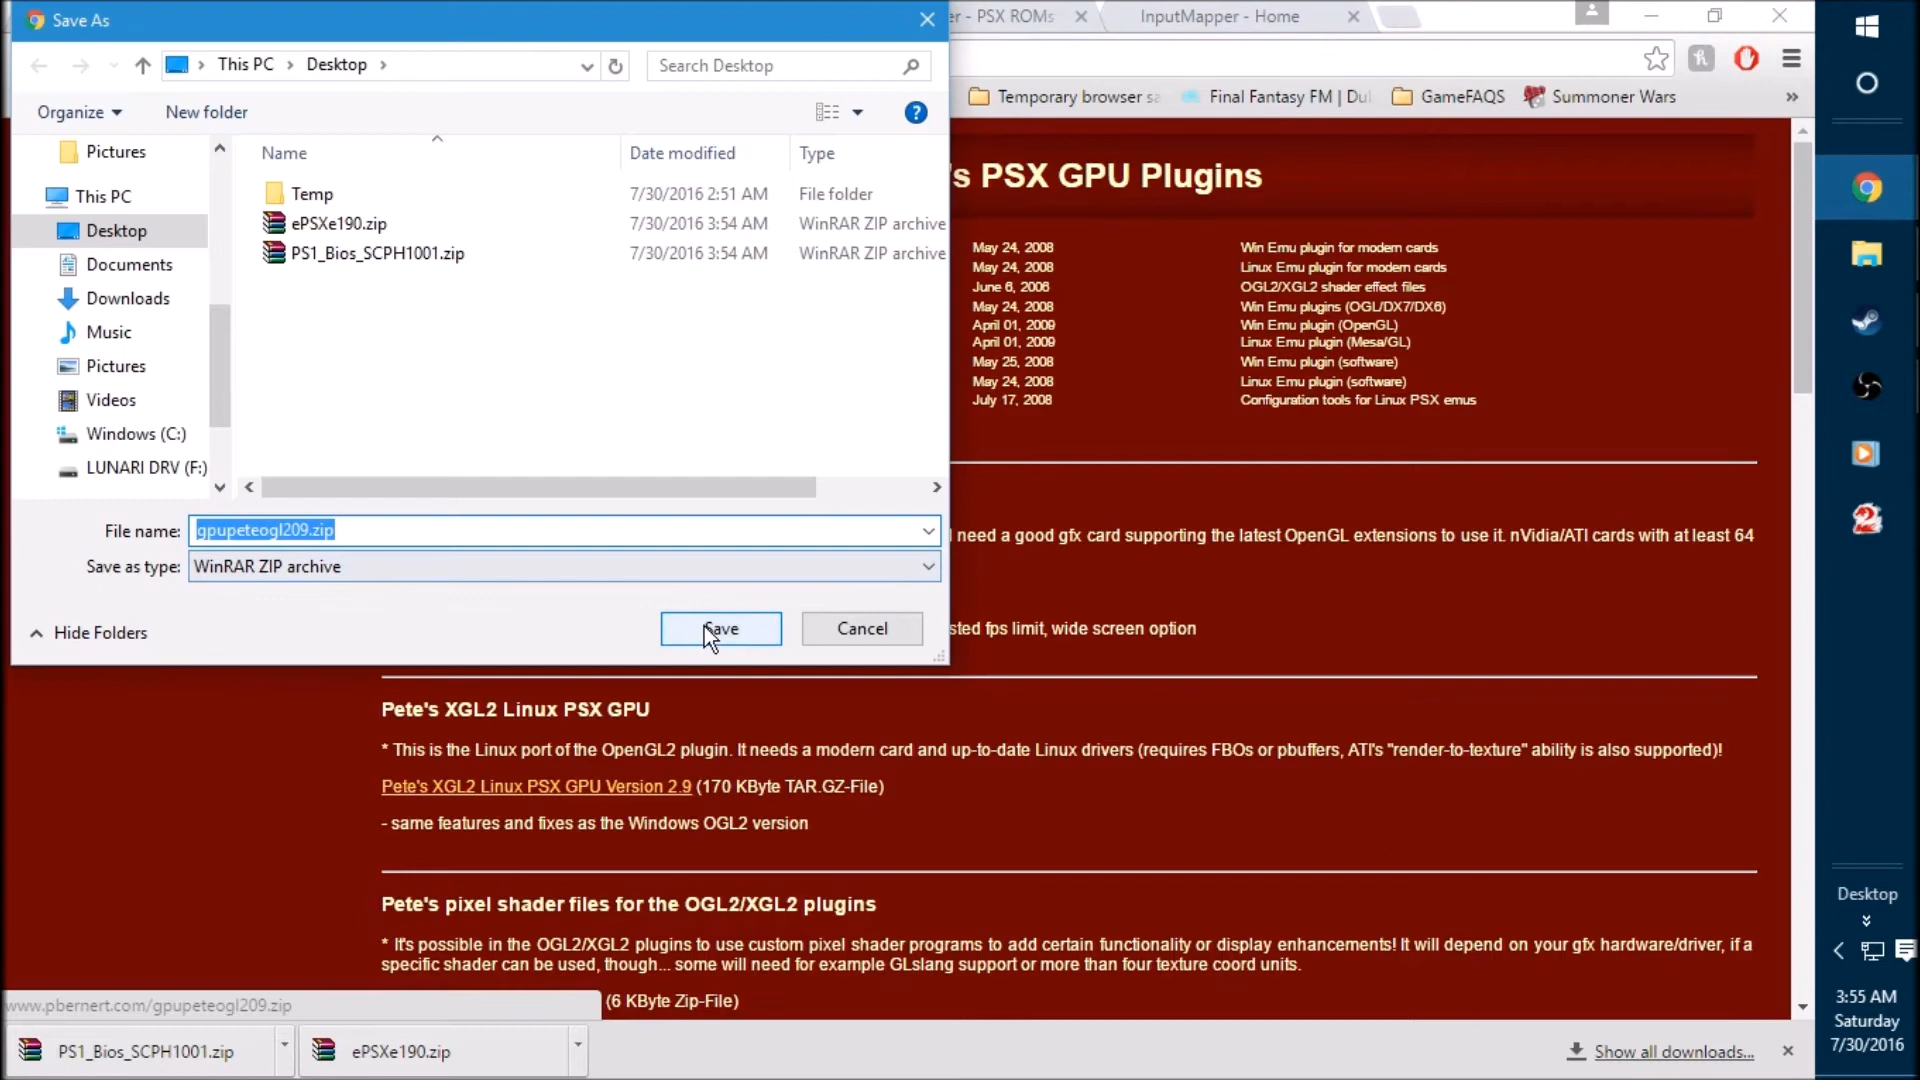 Save As
This PC
Desktop
Search Desktop
Organize
New folder
Pictures
This PC
Desktop
Documents
Downloads
Music
Pictures
Videos
Windows (C:)
LUNARI DRV (F:)
Name
Date modified
Type
Temp
7/30/2016 2:51 AM
File folder
ePSXe190.zip
7/30/2016 3:54 AM
WinRAR ZIP archive
PS1_Bios_SCPH1001.zip
7/30/2016 3:54 AM
WinRAR ZIP archive
File name:
gpupeteogl209.zip
Save as type:
WinRAR ZIP archive
Hide Folders
Save
Cancel
er - PSX ROMs
InputMapper - Home
Temporary browser sa
Final Fantasy FM | Du
GameFAQS
Summoner Wars
»
's PSX GPU Plugins
May 24, 2008 Win Emu plugin for modern cards
May 24, 2008 Linux Emu plugin for modern cards
June 6, 2006 OGL2/XGL2 shader effect files
May 24, 2008 Win Emu plugins (OGL/DX7/DX6)
April 01, 2009 Win Emu plugin (OpenGL)
April 01, 2009 Linux Emu plugin (Mesa/GL)
May 25, 2008 Win Emu plugin (software)
May 24, 2008 Linux Emu plugin (software)
July 17, 2008 Configuration tools for Linux PSX emus
need a good gfx card supporting the latest OpenGL extensions to use it. nVidia/ATI cards with at least 64
sted fps limit, wide screen option
Pete's XGL2 Linux PSX GPU
* This is the Linux port of the OpenGL2 plugin. It needs a modern card and up-to-date Linux drivers (requires FBOs or pbuffers, ATI's "render-to-texture" ability is also supported)!
Pete's XGL2 Linux PSX GPU Version 2.9 (170 KByte TAR.GZ-File)
- same features and fixes as the Windows OGL2 version
Pete's pixel shader files for the OGL2/XGL2 plugins
* It's possible in the OGL2/XGL2 plugins to use custom pixel shader programs to add certain functionality or display enhancements! It will depend on your gfx hardware/driver, if a
specific shader can be used, though... some will need for example GLslang support or more than four texture coord units.
(6 KByte Zip-File)
www.pbernert.com/gpupeteogl209.zip
PS1_Bios_SCPH1001.zip
ePSXe190.zip
Show all downloads...
Desktop
3:55 AM
Saturday
7/30/2016